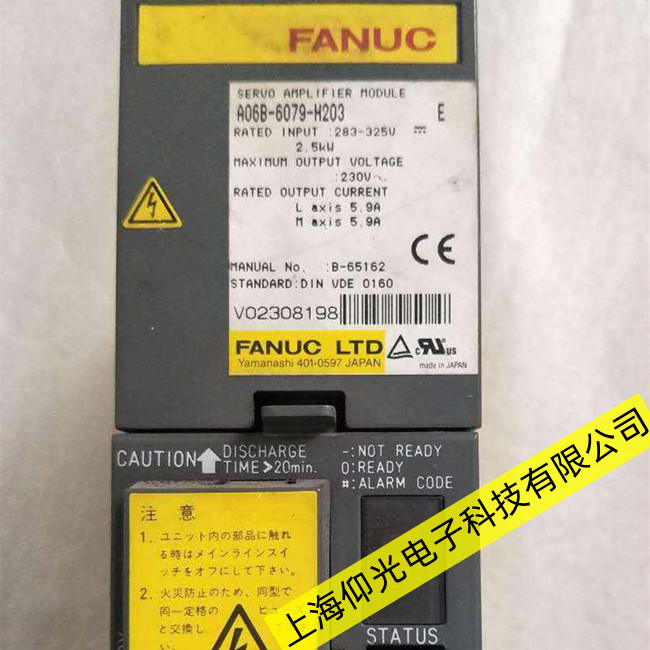 FANUC
SERVO AMPLIFIER MODULE
A06B-6079-H203 E
RATED INPUT :283-325V
2.5kW
MAXIMUM OUTPUT VOLTAGE
:230V~
RATED OUTPUT CURRENT
L axis 5.9A
M axis 5.9A
MANUAL No. :B-65162
STANDARD:DIN VDE 0160
CE
V02308198
FANUC LTD
Yamanashi 401-0597 JAPAN
c UR us
made in JAPAN
CAUTION DISCHARGE
TIME>20min.
-:NOT READY
0:READY
#:ALARM CODE
注 意
1. ユニット内の部品に触れ
る時はメインラインスイ
ッチをオフにして下さい。
2. 火災防止のため、同型で
同一定格の ヒューズ
と交換し
STATUS
上海仰光电子科技有限公司